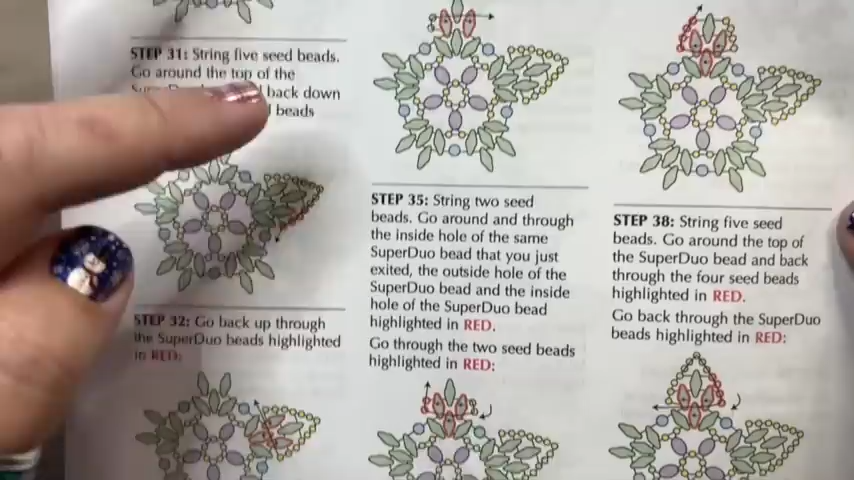 STEP 31: String five seed beads.
Go around the top of the
back down
beads
STEP 32: Go back up through
the SuperDuo beads highlighted
in RED:
STEP 35: String two seed
beads. Go around and through
the inside hole of the same
SuperDuo bead that you just
exited, the outside hole of the
SuperDuo bead and the inside
hole of the SuperDuo bead
highlighted in RED.
Go through the two seed beads
highlighted in RED:
STEP 38: String five seed
beads. Go around the top of
the SuperDuo bead and back
through the four seed beads
highlighted in RED.
Go back through the SuperDuo
beads highlighted in RED: